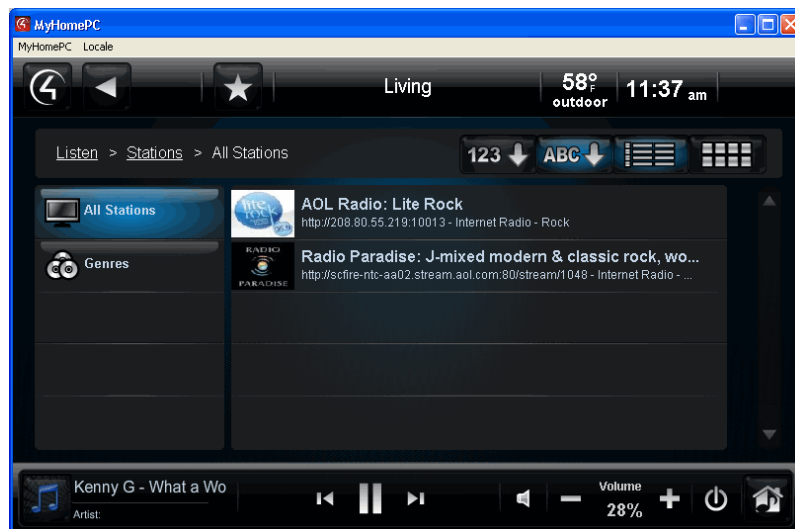 MyHomePC
MyHomePC Locale
Living
58°F
outdoor
11:37 am
Listen > Stations > All Stations
123
ABC
All Stations
Genres
lite rock
AOL Radio: Lite Rock
http://208.80.55.219:10013 - Internet Radio - Rock
RADIO
PARADISE
Radio Paradise: J-mixed modern & classic rock, wo...
http://scfire-ntc-aa02.stream.aol.com:80/stream/1048 - Internet Radio - ...
Kenny G - What a Wo
Artist:
Volume
28%